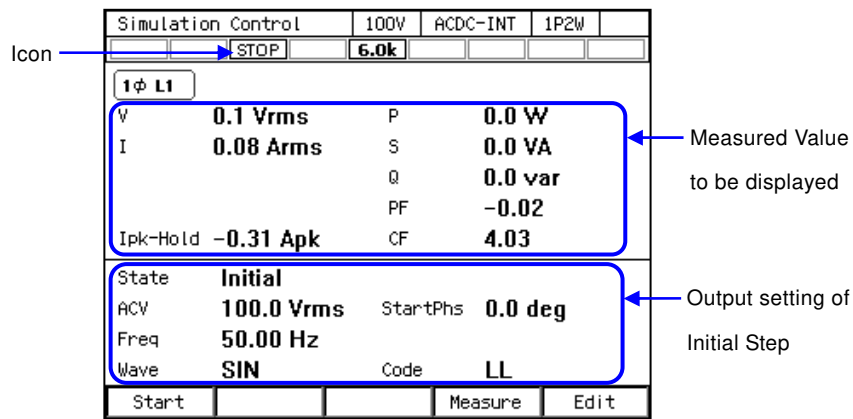 Simulation Control 100V ACDC-INT 1P2W
Icon STOP 6.0k
1ϕ L1
V 0.1 Vrms P 0.0 W
I 0.08 Arms S 0.0 VA
Q 0.0 var
PF -0.02
Ipk-Hold -0.31 Apk CF 4.03
Measured Value
to be displayed
State Initial
ACV 100.0 Vrms StartPhs 0.0 deg
Freq 50.00 Hz
Wave SIN Code LL
Output setting of
Initial Step
Start Measure Edit